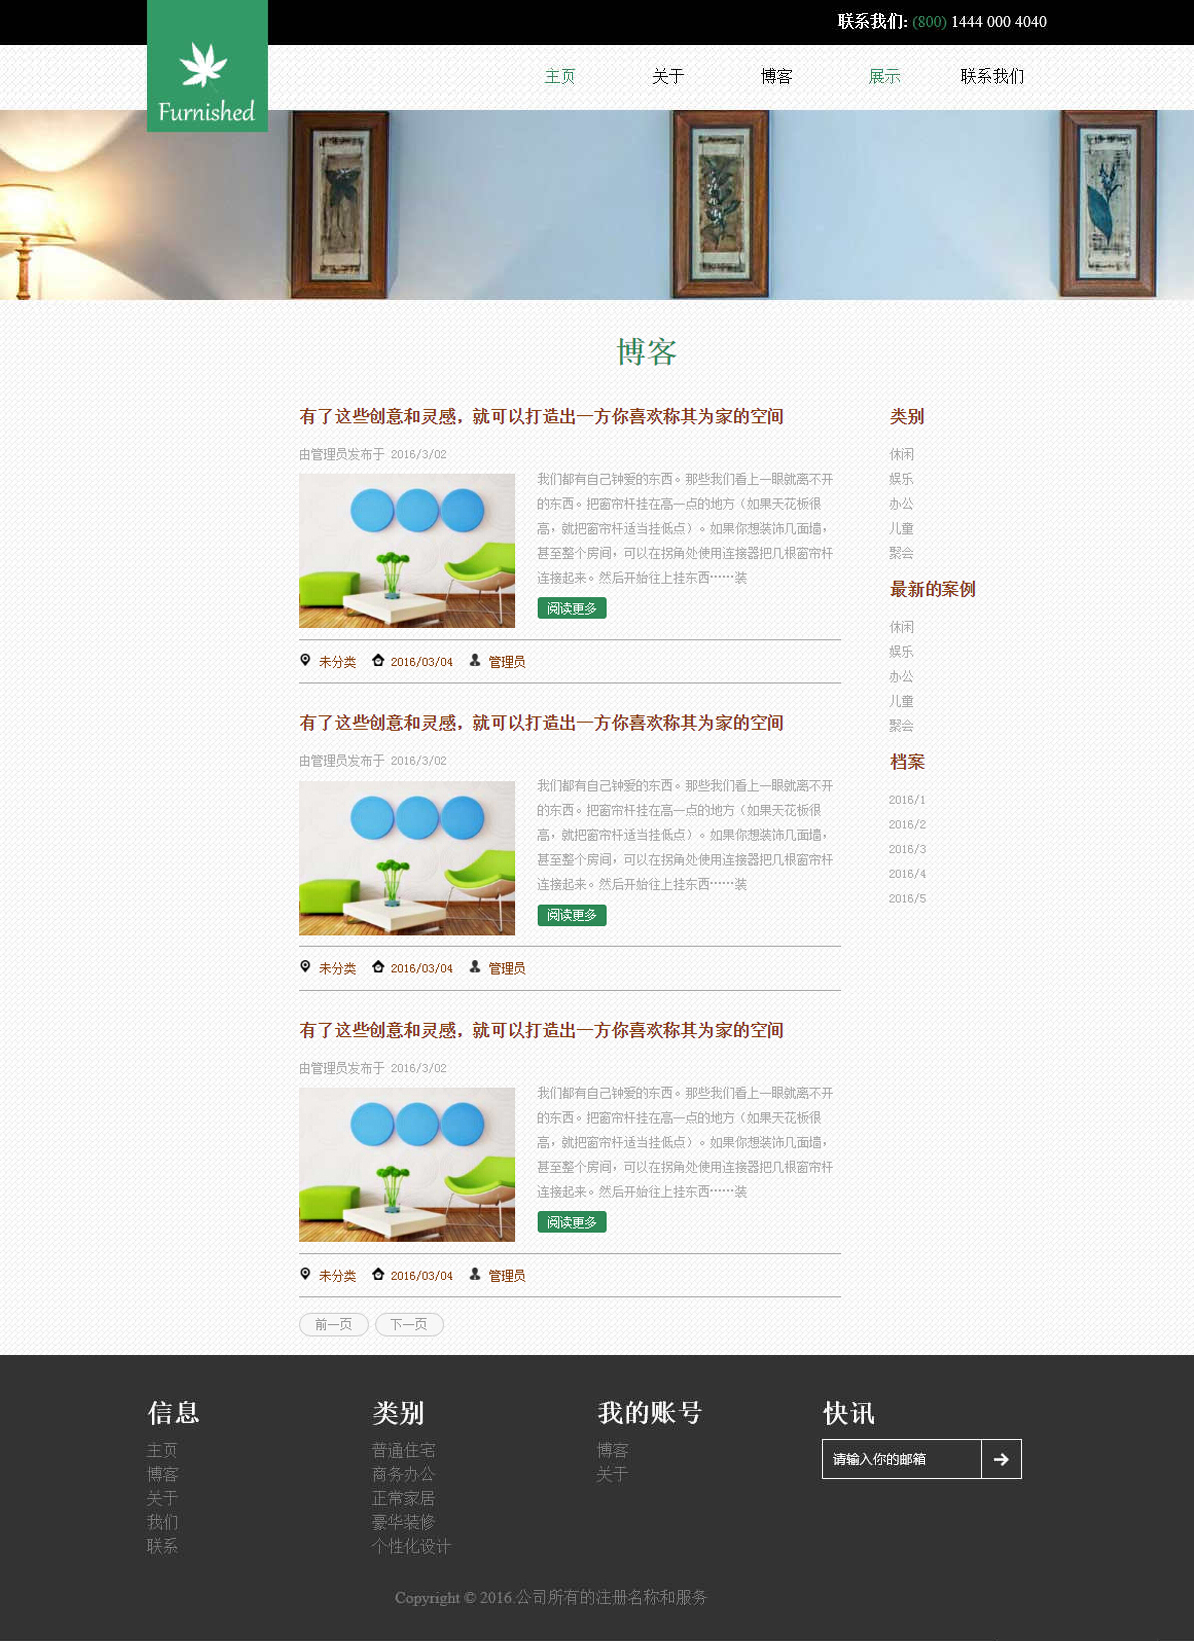 联系我们: (800) 1444 000 4040
Furnished
主页 关于 博客 展示 联系我们
博客
有了这些创意和灵感，就可以打造出一方你喜欢称其为家的空间
由管理员发布于 2016/3/02
我们都有自己钟爱的东西。那些我们看上一眼就离不开
的东西。把窗帘杆挂在高一点的地方（如果天花板很
高，就把窗帘杆适当挂低点）。如果你想装饰几面墙，
甚至整个房间，可以在拐角处使用连接器把几根窗帘杆
连接起来。然后开始往上挂东西……装
阅读更多
未分类 2016/03/04 管理员
有了这些创意和灵感，就可以打造出一方你喜欢称其为家的空间
由管理员发布于 2016/3/02
我们都有自己钟爱的东西。那些我们看上一眼就离不开
的东西。把窗帘杆挂在高一点的地方（如果天花板很
高，就把窗帘杆适当挂低点）。如果你想装饰几面墙，
甚至整个房间，可以在拐角处使用连接器把几根窗帘杆
连接起来。然后开始往上挂东西……装
阅读更多
未分类 2016/03/04 管理员
有了这些创意和灵感，就可以打造出一方你喜欢称其为家的空间
由管理员发布于 2016/3/02
我们都有自己钟爱的东西。那些我们看上一眼就离不开
的东西。把窗帘杆挂在高一点的地方（如果天花板很
高，就把窗帘杆适当挂低点）。如果你想装饰几面墙，
甚至整个房间，可以在拐角处使用连接器把几根窗帘杆
连接起来。然后开始往上挂东西……装
阅读更多
未分类 2016/03/04 管理员
前一页 下一页
类别
休闲
娱乐
办公
儿童
聚会
最新的案例
休闲
娱乐
办公
儿童
聚会
档案
2016/1
2016/2
2016/3
2016/4
2016/5
信息
主页
博客
关于
我们
联系
类别
普通住宅
商务办公
正常家居
豪华装修
个性化设计
我的账号
博客
关于
快讯
请输入你的邮箱
Copyright © 2016.公司所有的注册名称和服务